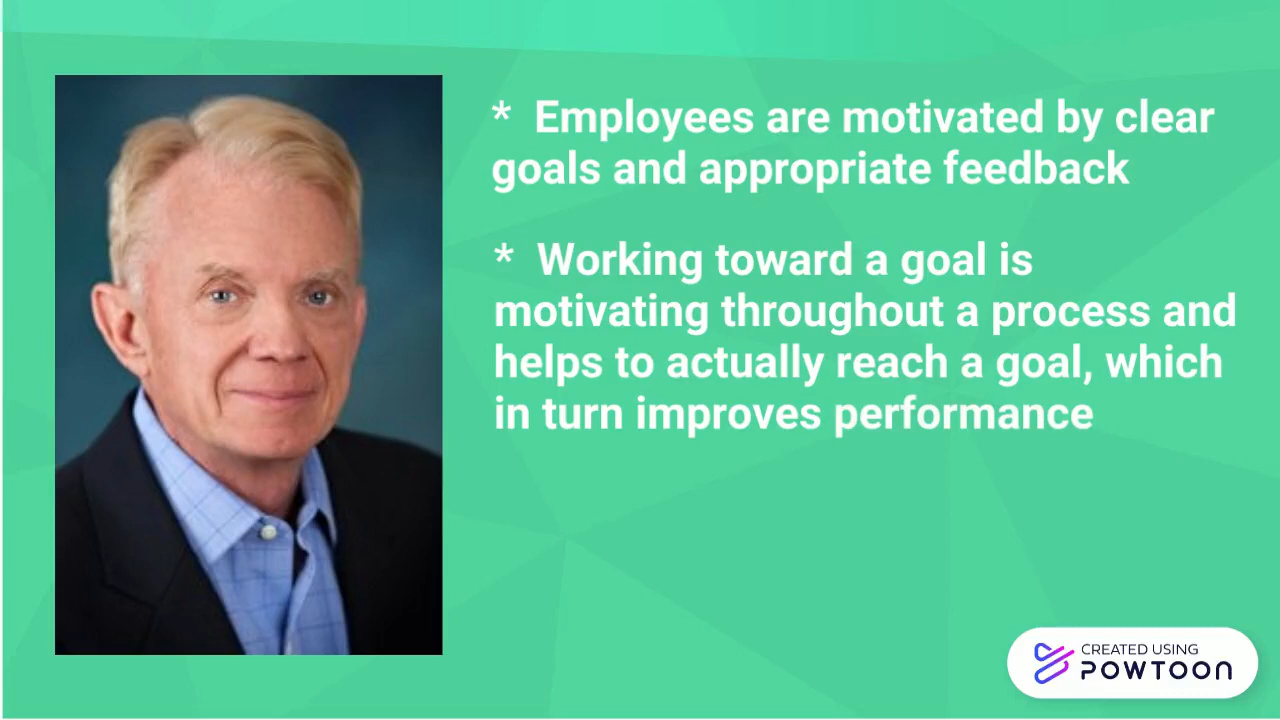 * Employees are motivated by clear
goals and appropriate feedback
* Working toward a goal is
motivating throughout a process and
helps to actually reach a goal, which
in turn improves performance
CREATED USING
POWTOON